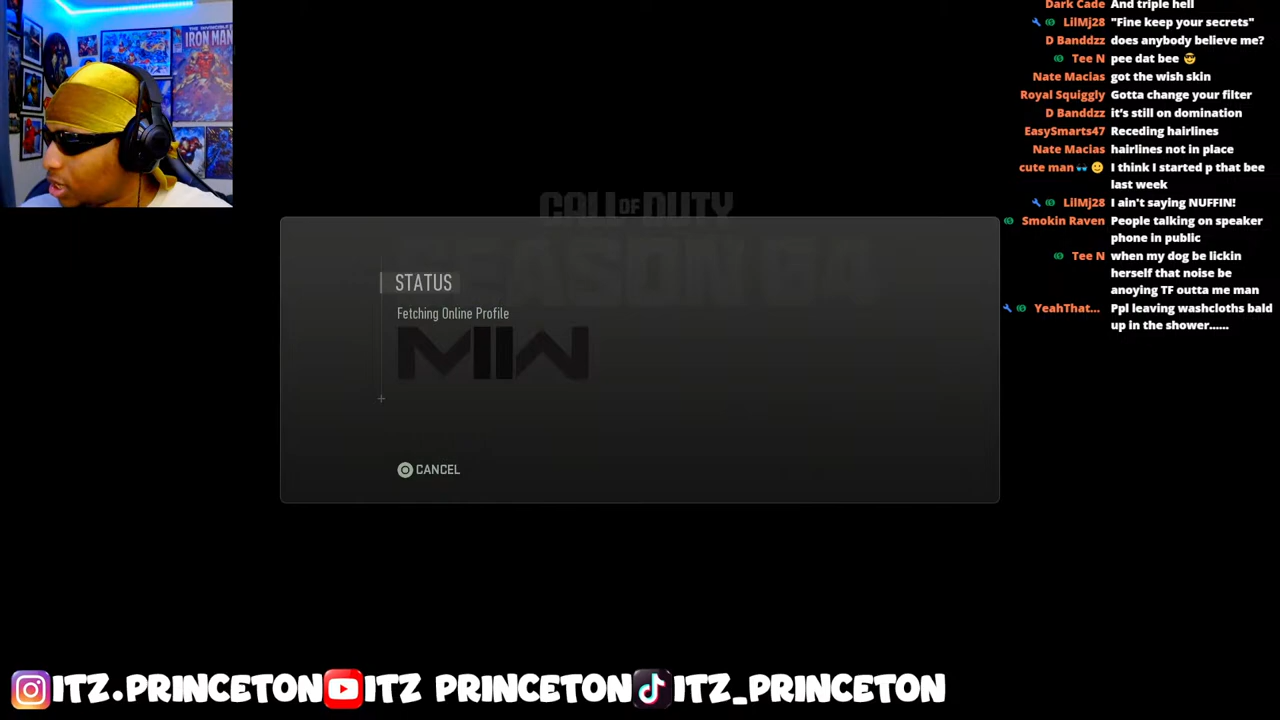 THE INVINCIBLE
IRON MAN
Dark Cade And triple hell
LilMj28 "Fine keep your secrets"
D Banddzz does anybody believe me?
Tee N pee dat bee 😎
Nate Macias got the wish skin
Royal Squiggly Gotta change your filter
D Banddzz it's still on domination
EasySmarts47 Receding hairlines
Nate Macias hairlines not in place
cute man🕶️ 🙂 I think I started p that bee
last week
LilMj28 I ain't saying NUFFIN!
Smokin Raven People talking on speaker
phone in public
Tee N when my dog be lickin
herself that noise be
anoying TF outta me man
YeahThat... Ppl leaving washcloths bald
up in the shower......
CALL OF DUTY
SEASON 04
STATUS
Fetching Online Profile
MW
CANCEL
ITZ.PRINCETON ITZ PRINCETON ITZ_PRINCETON